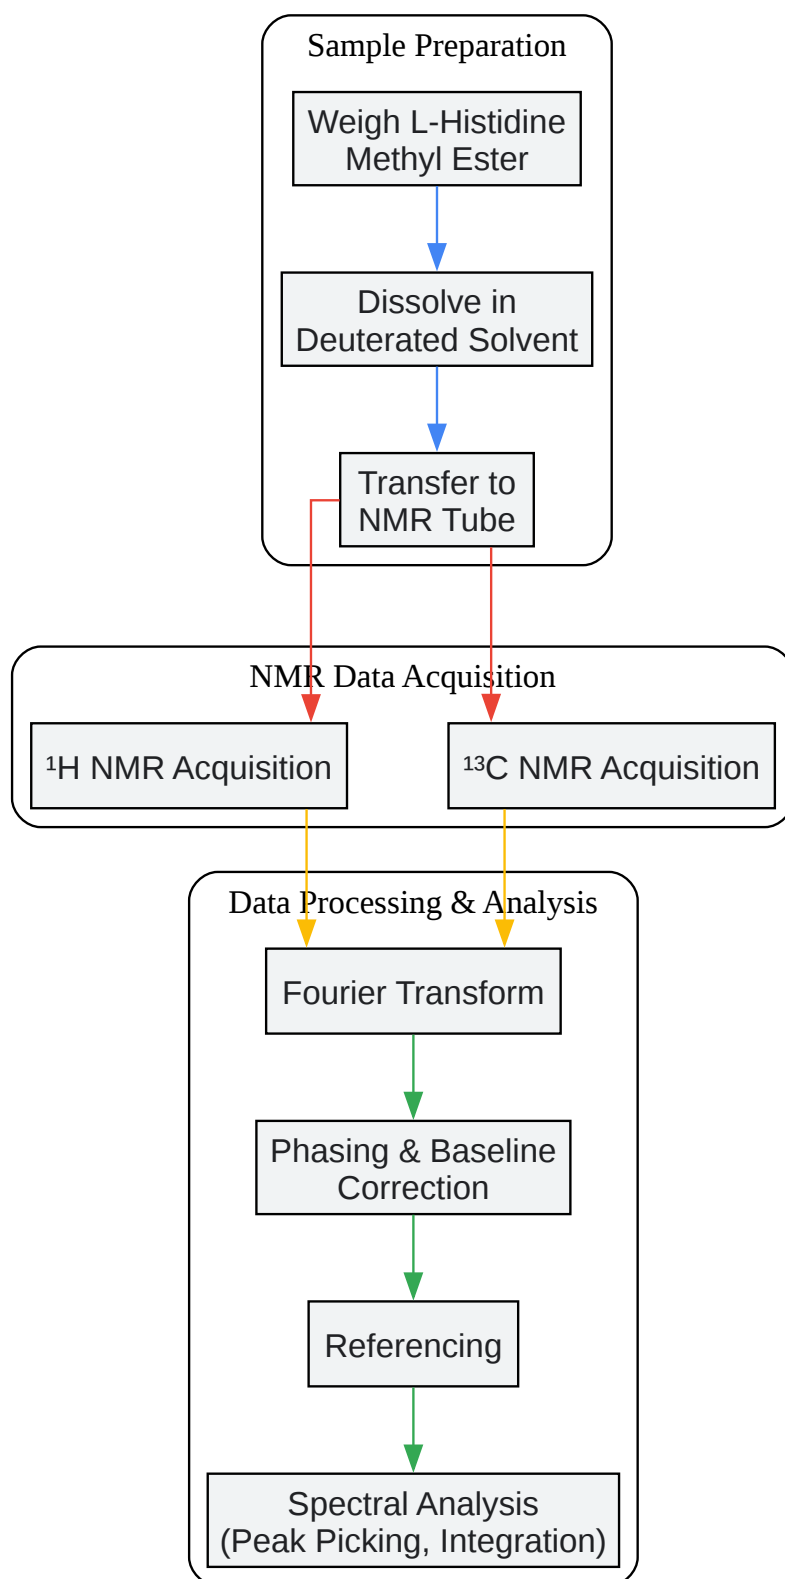 Sample Preparation
Weigh L-Histidine
Methyl Ester
Dissolve in
Deuterated Solvent
Transfer to
NMR Tube
NMR Data Acquisition
¹H NMR Acquisition
¹³C NMR Acquisition
Data Processing & Analysis
Fourier Transform
Phasing & Baseline
Correction
Referencing
Spectral Analysis
(Peak Picking, Integration)